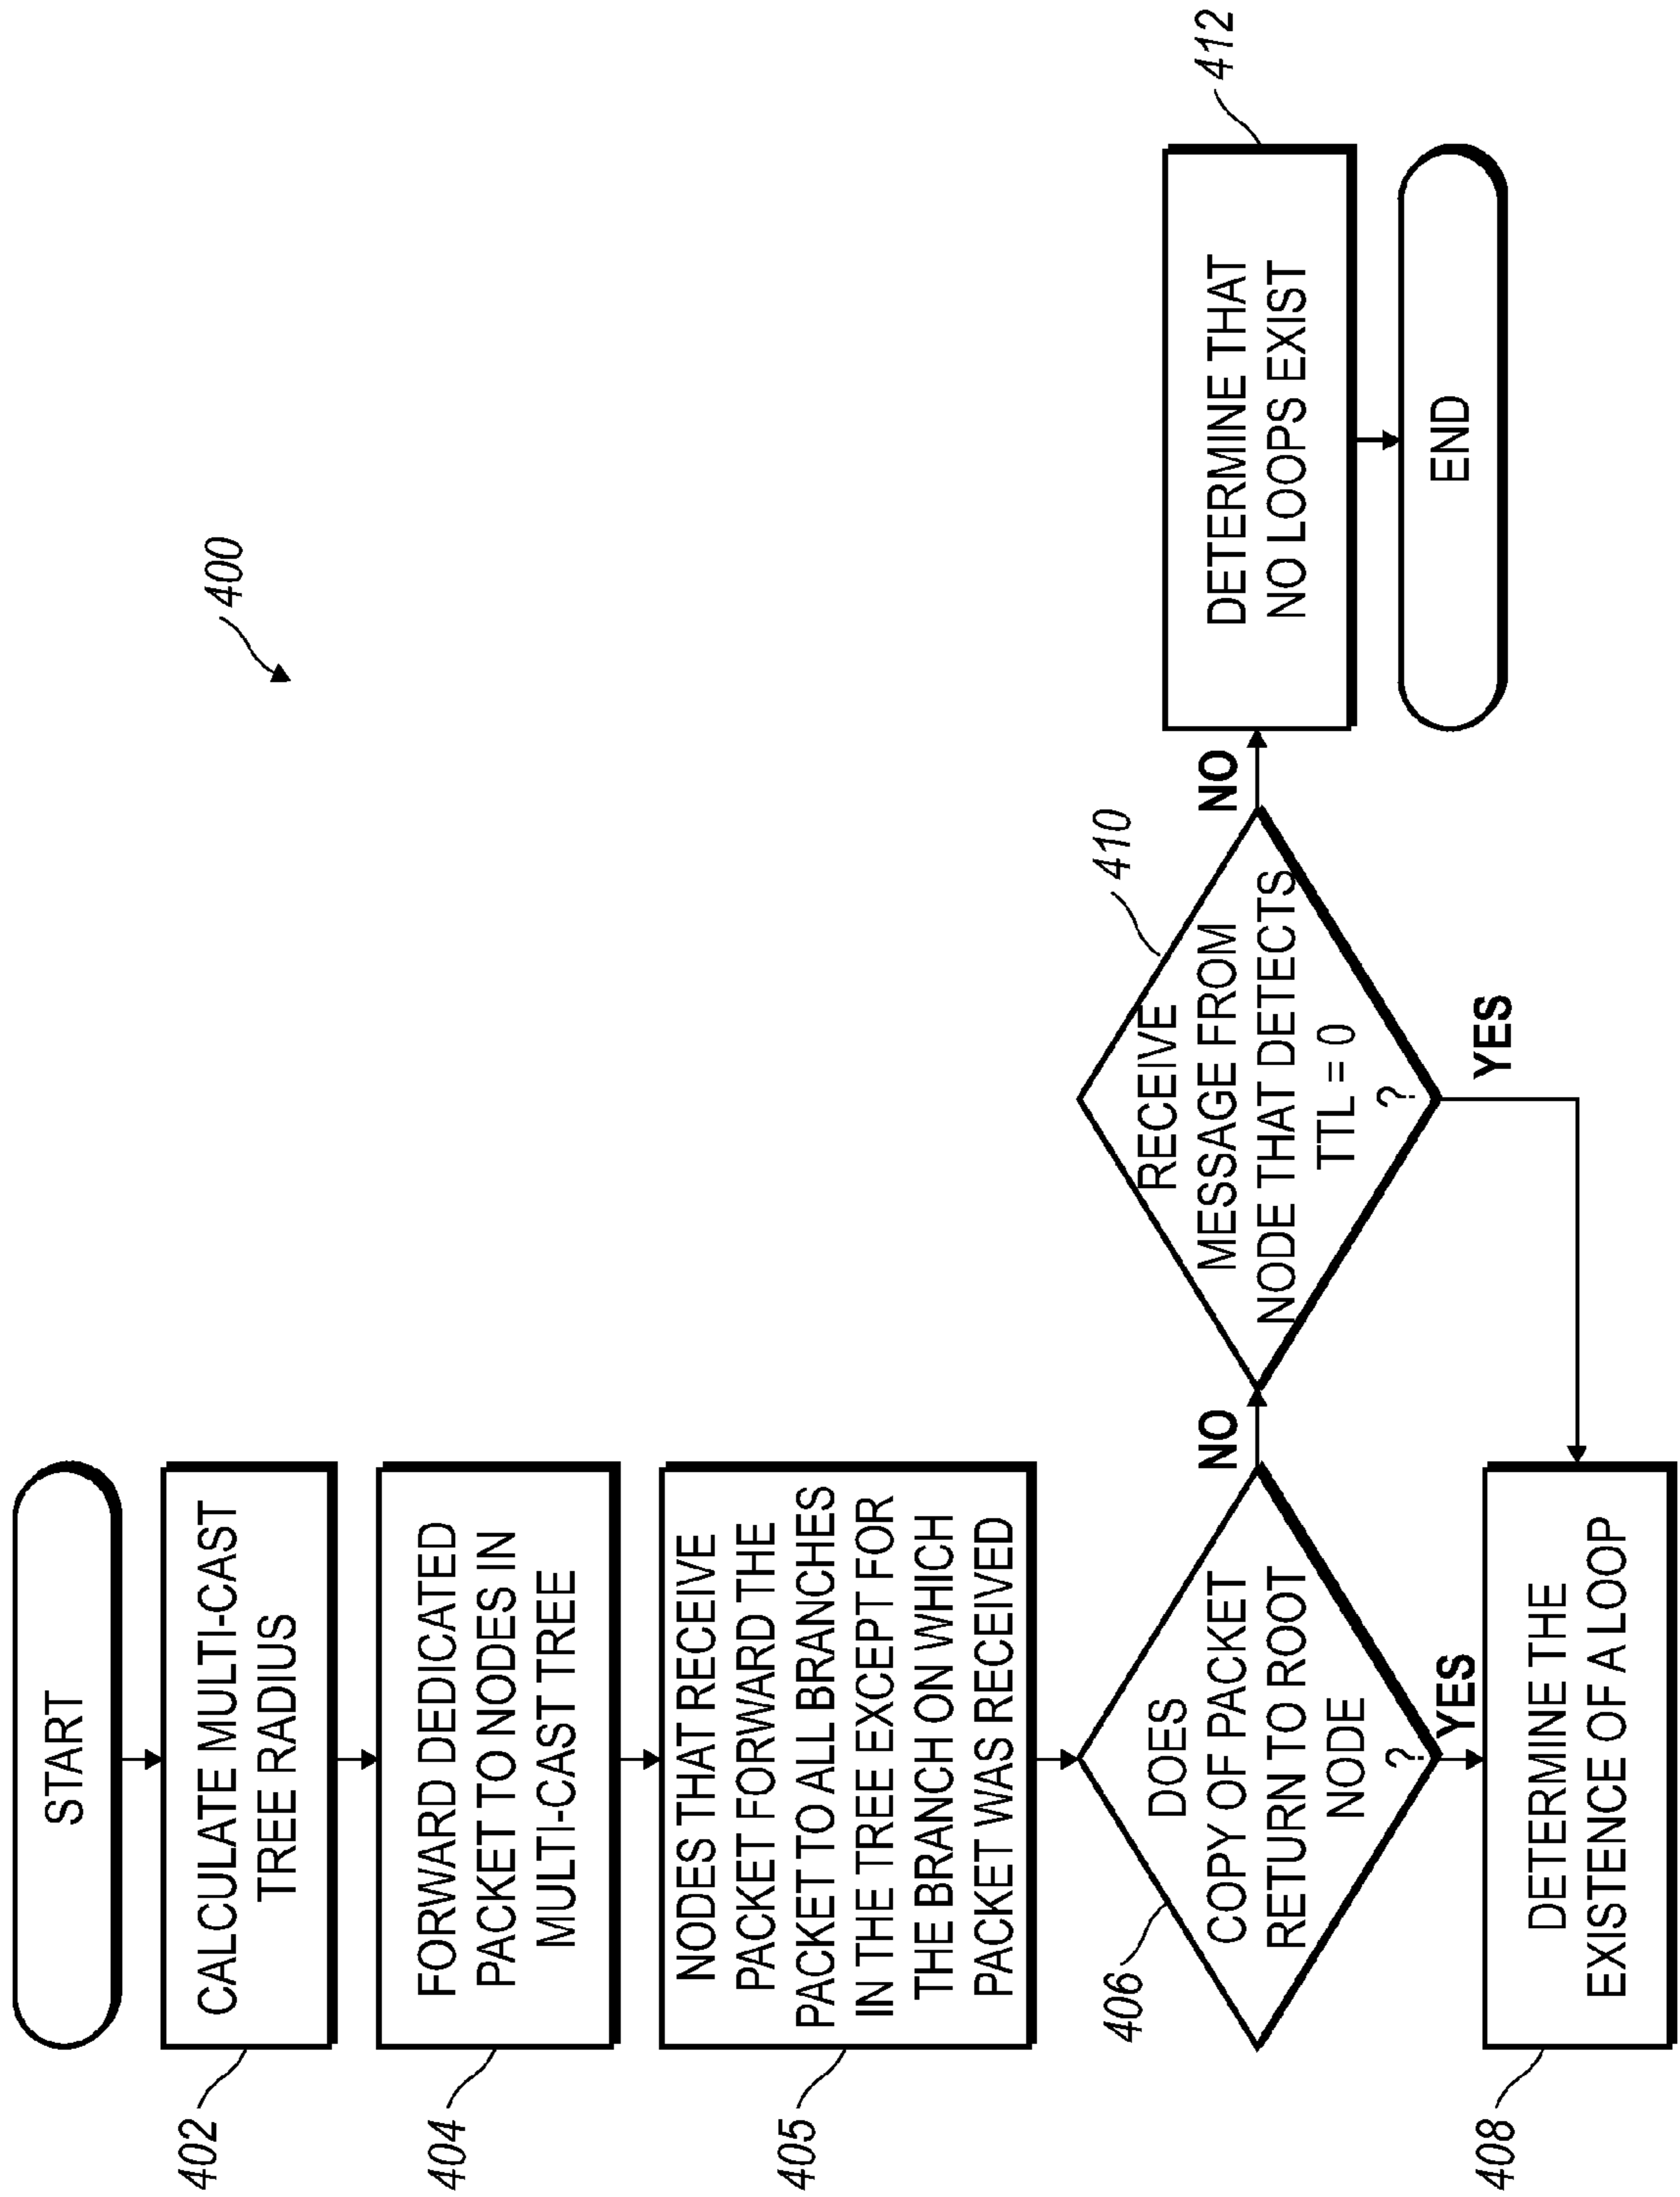 400
START
402
CALCULATE MULTI-CAST
TREE RADIUS
404
FORWARD DEDICATED
PACKET TO NODES IN
MULTI-CAST TREE
405
NODES THAT RECEIVE
PACKET FORWARD THE
PACKET TO ALL BRANCHES
IN THE TREE EXCEPT FOR
THE BRANCH ON WHICH
PACKET WAS RECEIVED
406
DOES
COPY OF PACKET
RETURN TO ROOT
NODE
?
NO
YES
408
DETERMINE THE
EXISTENCE OF A LOOP
410
RECEIVE
MESSAGE FROM
NODE THAT DETECTS
TTL = 0
?
NO
YES
412
DETERMINE THAT
NO LOOPS EXIST
END